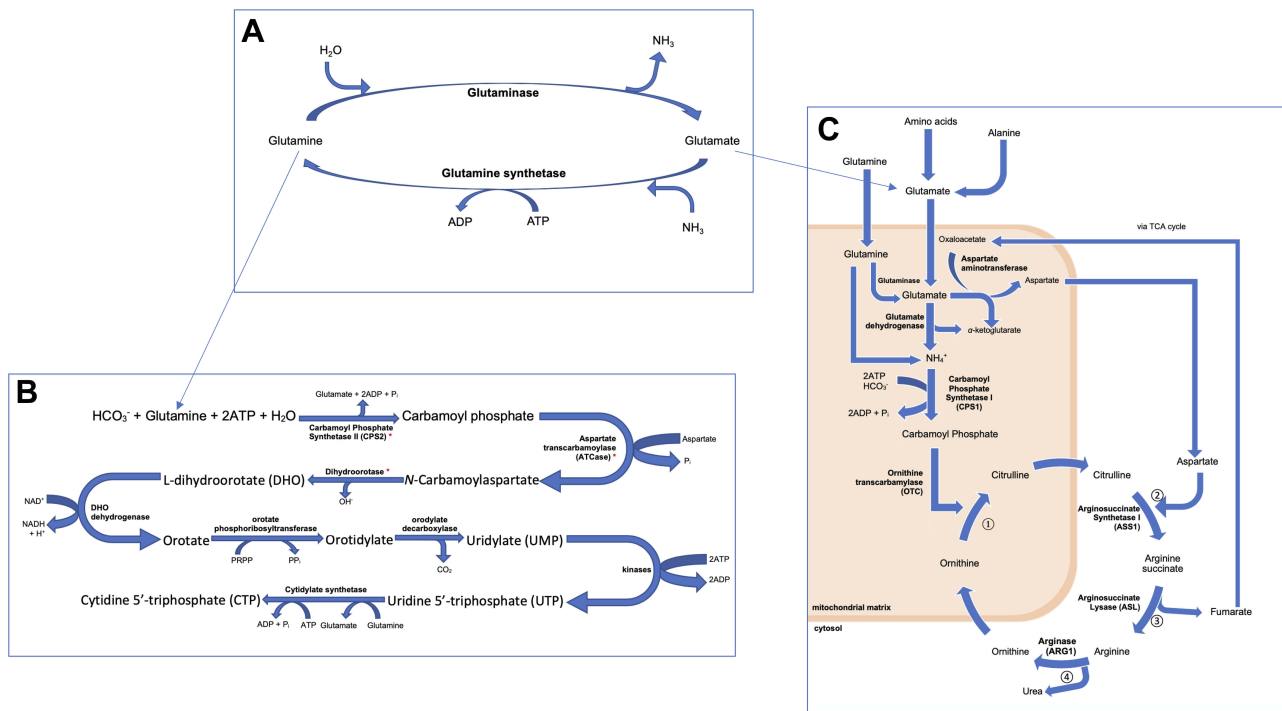 A
H₂O
NH₃
Glutaminase
Glutamine
Glutamate
Glutamine synthetase
ADP
ATP
NH₃
B
HCO₃⁻ + Glutamine + 2ATP + H₂O
Glutamate + 2ADP + Pᵢ
Carbamoyl Phosphate
Synthetase II (CPS2) *
Carbamoyl phosphate
Aspartate
transcarbamoylase
(ATCase) *
Aspartate
Pᵢ
L-dihydroorotate (DHO)
Dihydroorotase *
OH⁻
N-Carbamoylaspartate
NAD⁺
NADH
+ H⁺
DHO
dehydrogenase
Orotate
orotate
phosphoribosyltransferase
PRPP
PPᵢ
Orotidylate
orodylate
decarboxylase
CO₂
Uridylate (UMP)
kinases
2ATP
2ADP
Cytidine 5′-triphosphate (CTP)
Cytidylate synthetase
ADP + Pᵢ
ATP
Glutamate
Glutamine
Uridine 5′-triphosphate (UTP)
C
Amino acids
Alanine
Glutamine
Glutamate
via TCA cycle
Oxaloacetate
Glutamine
Aspartate
aminotransferase
Glutaminase
Aspartate
Glutamate
Glutamate
dehydrogenase
α-ketoglutarate
NH₄⁺
2ATP
HCO₃⁻
2ADP + Pᵢ
Carbamoyl
Phosphate
Synthetase I
(CPS1)
Carbamoyl Phosphate
Ornithine
transcarbamylase
(OTC)
Citrulline
Citrulline
Aspartate
①
②
Arginosuccinate
Synthetase I
(ASS1)
Ornithine
Arginine
succinate
Arginosuccinate
Lysase (ASL)
③
Fumarate
mitochondrial matrix
cytosol
Ornithine
Arginase
(ARG1)
Arginine
④
Urea